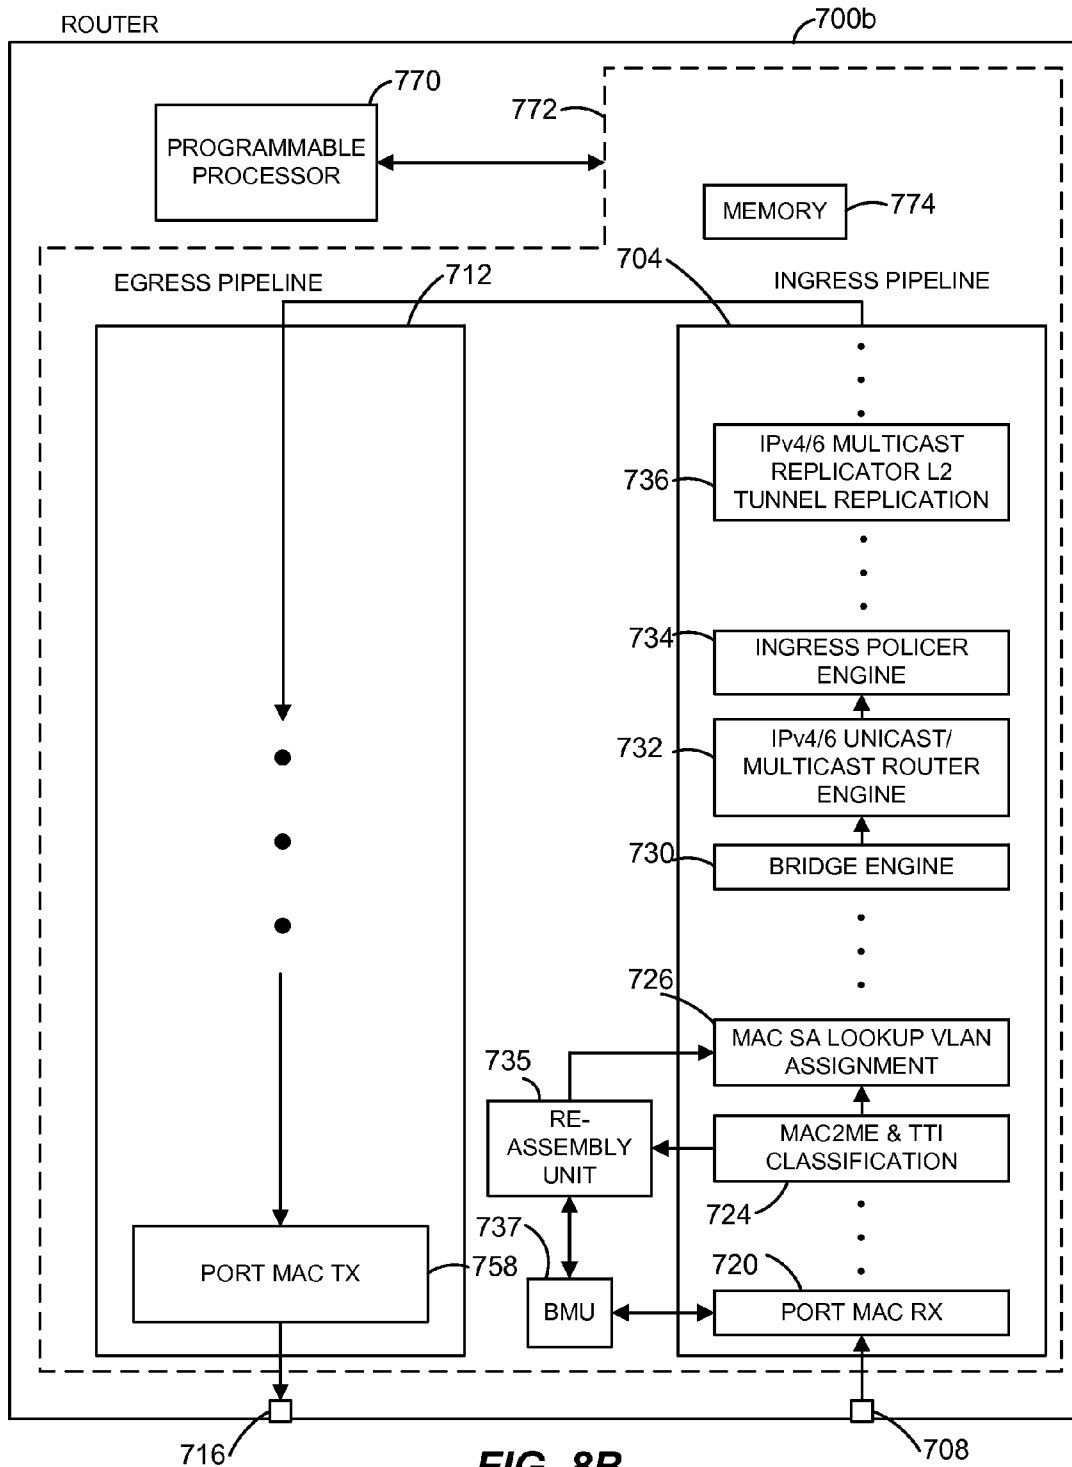 ROUTER
700b
770
772
PROGRAMMABLE
PROCESSOR
MEMORY
774
704
EGRESS PIPELINE
712
INGRESS PIPELINE
IPv4/6 MULTICAST
REPLICATOR L2
TUNNEL REPLICATION
736
734
INGRESS POLICER
ENGINE
732
IPv4/6 UNICAST/
MULTICAST ROUTER
ENGINE
730
BRIDGE ENGINE
726
MAC SA LOOKUP VLAN
ASSIGNMENT
735
RE-
ASSEMBLY
UNIT
MAC2ME & TTI
CLASSIFICATION
724
737
720
PORT MAC TX
758
BMU
PORT MAC RX
716
708
FIG. 8B